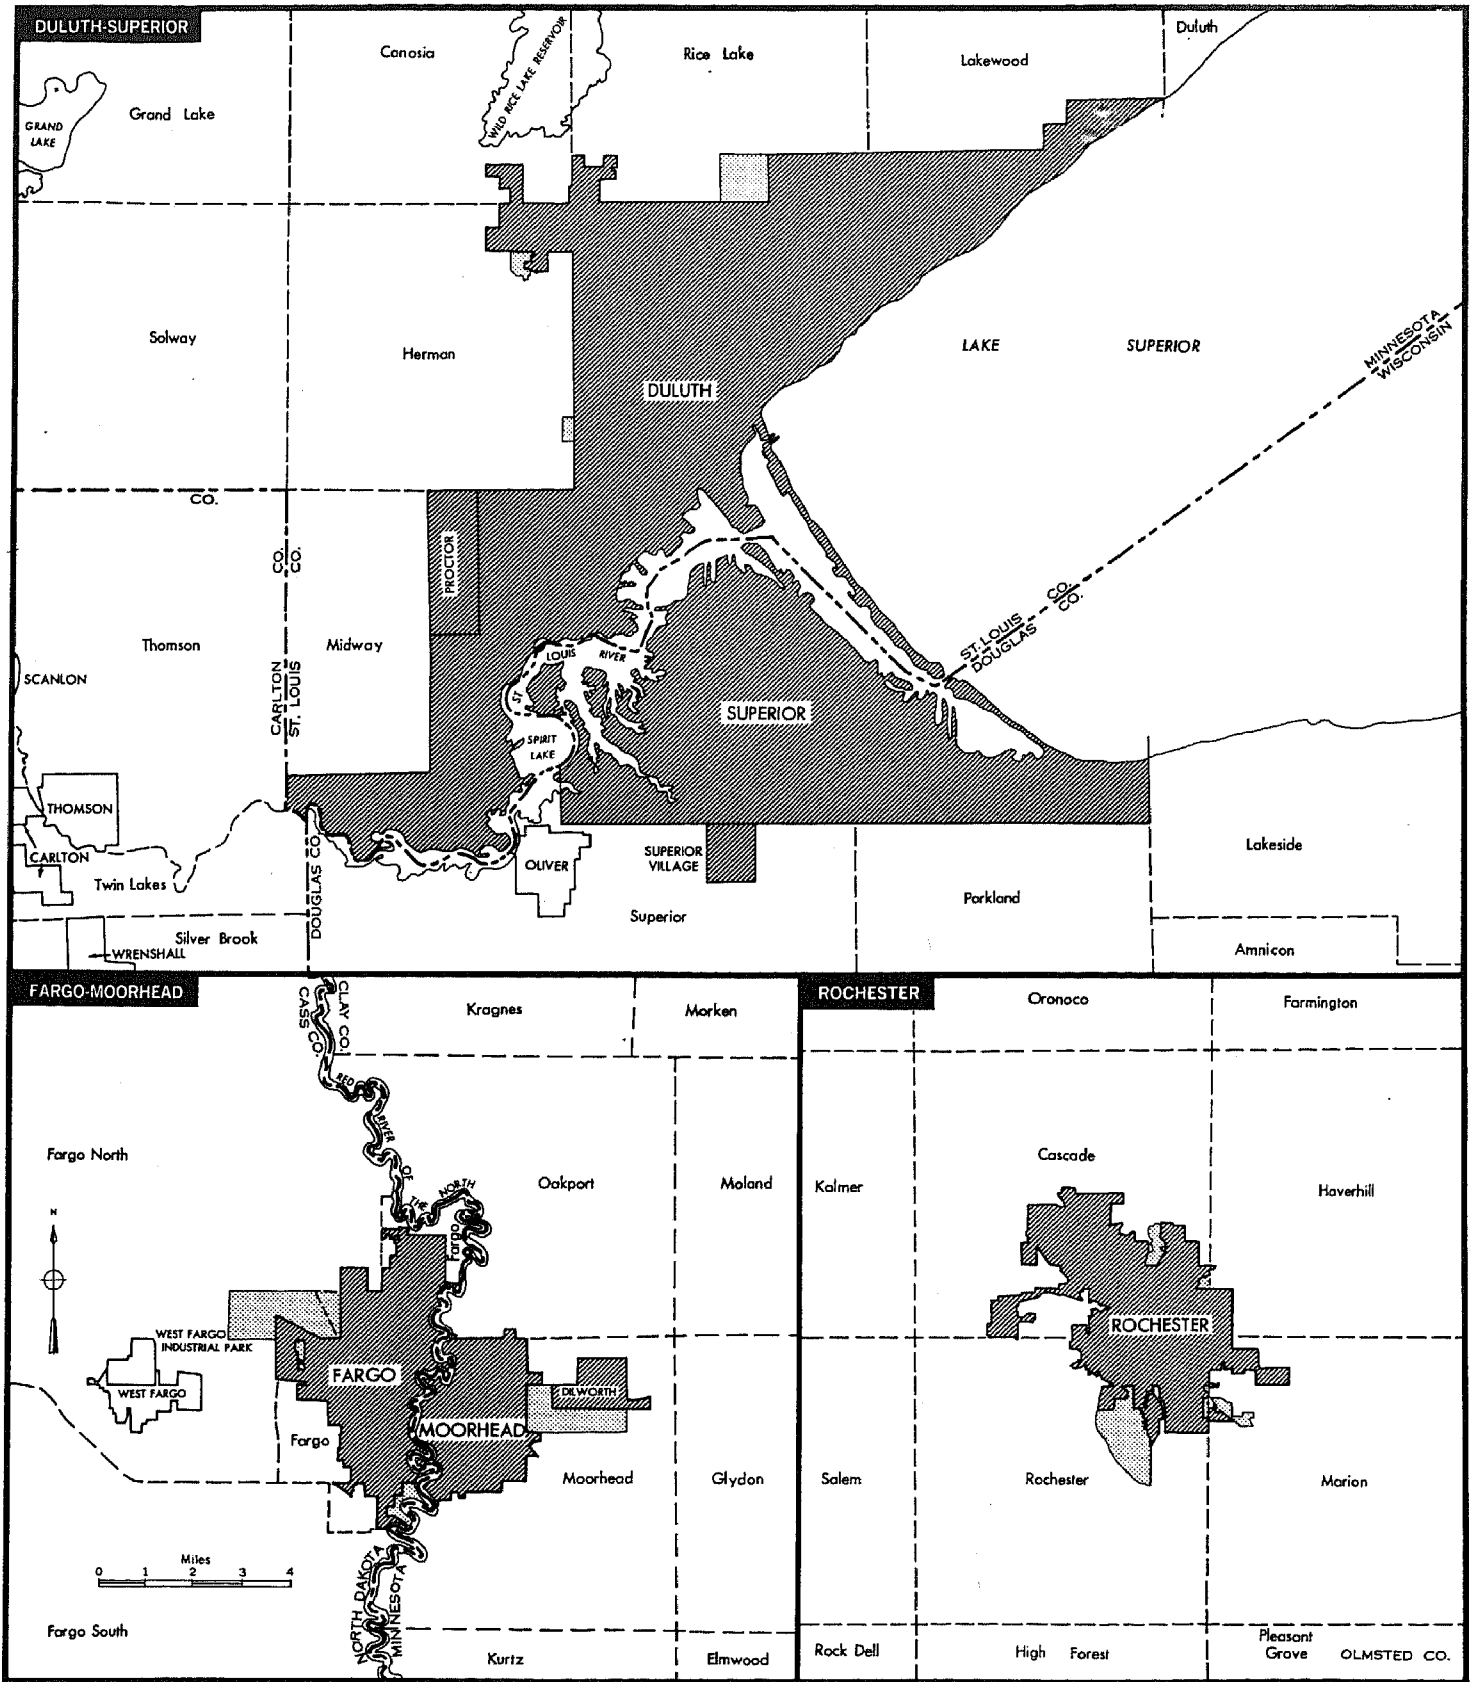 DULUTH-SUPERIOR
Canosia
WILD RICE LAKE RESERVOIR
Rice Lake
Lakewood
Duluth
Grand Lake
GRAND
LAKE
Solway
Herman
DULUTH
LAKE SUPERIOR
MINNESOTA
WISCONSIN
CO.
CO.
CO.
PROCTOR
CO.
CO.
ST. LOUIS
DOUGLAS
Thomson
Midway
CARLTON
ST. LOUIS
ST.
LOUIS
RIVER
SCANLON
SUPERIOR
SPIRIT
LAKE
THOMSON
CARLTON
Twin Lakes
DOUGLAS CO.
OLIVER
SUPERIOR
VILLAGE
Lakeside
Parkland
Superior
Silver Brook
WRENSHALL
Amnicon
FARGO-MOORHEAD
CLAY CO.
CASS CO.
Kragnes
Morken
RED
RIVER
OF
THE
NORTH
Fargo North
Oakport
Moland
N
Fargo
WEST FARGO
INDUSTRIAL PARK
WEST FARGO
FARGO
DILWORTH
MOORHEAD
Fargo
Moorhead
Glydon
Miles
0 1 2 3 4
NORTH DAKOTA
MINNESOTA
Fargo South
Kurtz
Elmwood
ROCHESTER
Oronoco
Farmington
Cascade
Kalmer
Haverhill
ROCHESTER
Salem
Rochester
Marion
Rock Dell
High Forest
Pleasant
Grove
OLMSTED CO.